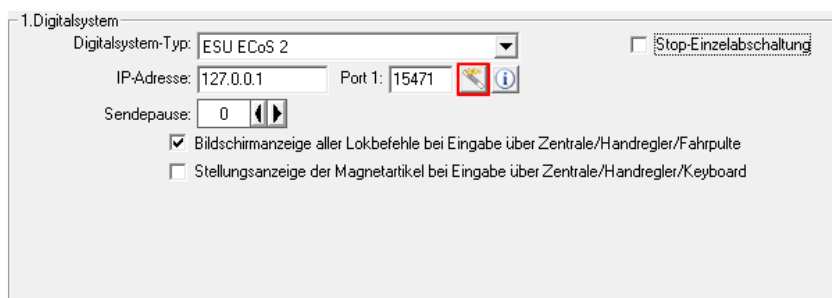 1.Digitalsystem
Digitalsystem-Typ: ESU ECoS 2 Stop-Einzelabschaltung
IP-Adresse: 127.0.0.1 Port 1: 15471
Sendepause: 0
Bildschirmanzeige aller Lokbefehle bei Eingabe über Zentrale/Handregler/Fahrpulte
Stellungsanzeige der Magnetartikel bei Eingabe über Zentrale/Handregler/Keyboard